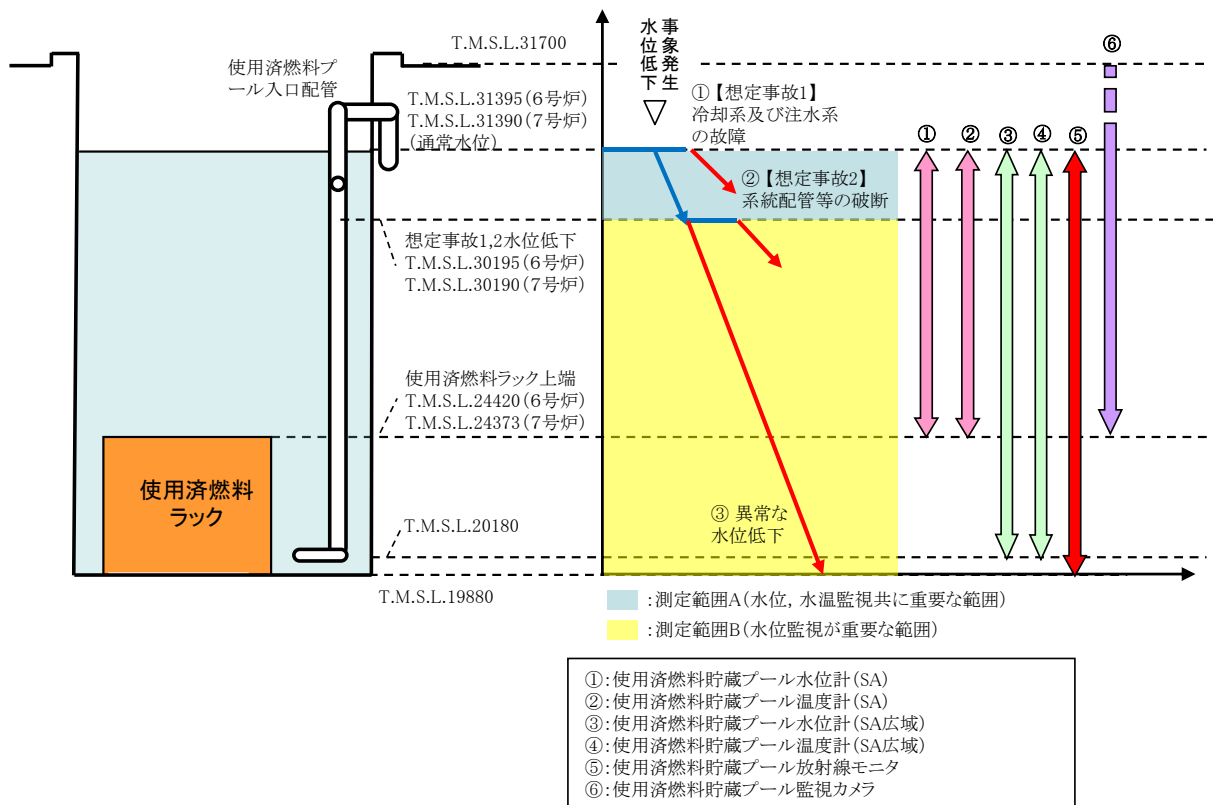 T.M.S.L.31700
使用済燃料プ
ール入口配管
T.M.S.L.31395(6号炉)
T.M.S.L.31390(7号炉)
(通常水位)
想定事故1,2水位低下
T.M.S.L.30195(6号炉)
T.M.S.L.30190(7号炉)
使用済燃料ラック上端
T.M.S.L.24420(6号炉)
T.M.S.L.24373(7号炉)
使用済燃料
ラック
T.M.S.L.20180
T.M.S.L.19880
事象発生
水位低下
①【想定事故1】
冷却系及び注水系
の故障
②【想定事故2】
系統配管等の破断
③ 異常な
水位低下
①
②
③
④
⑤
⑥
:測定範囲A(水位，水温監視共に重要な範囲)
:測定範囲B(水位監視が重要な範囲)
①:使用済燃料貯蔵プール水位計(SA)
②:使用済燃料貯蔵プール温度計(SA)
③:使用済燃料貯蔵プール水位計(SA広域)
④:使用済燃料貯蔵プール温度計(SA広域)
⑤:使用済燃料貯蔵プール放射線モニタ
⑥:使用済燃料貯蔵プール監視カメラ